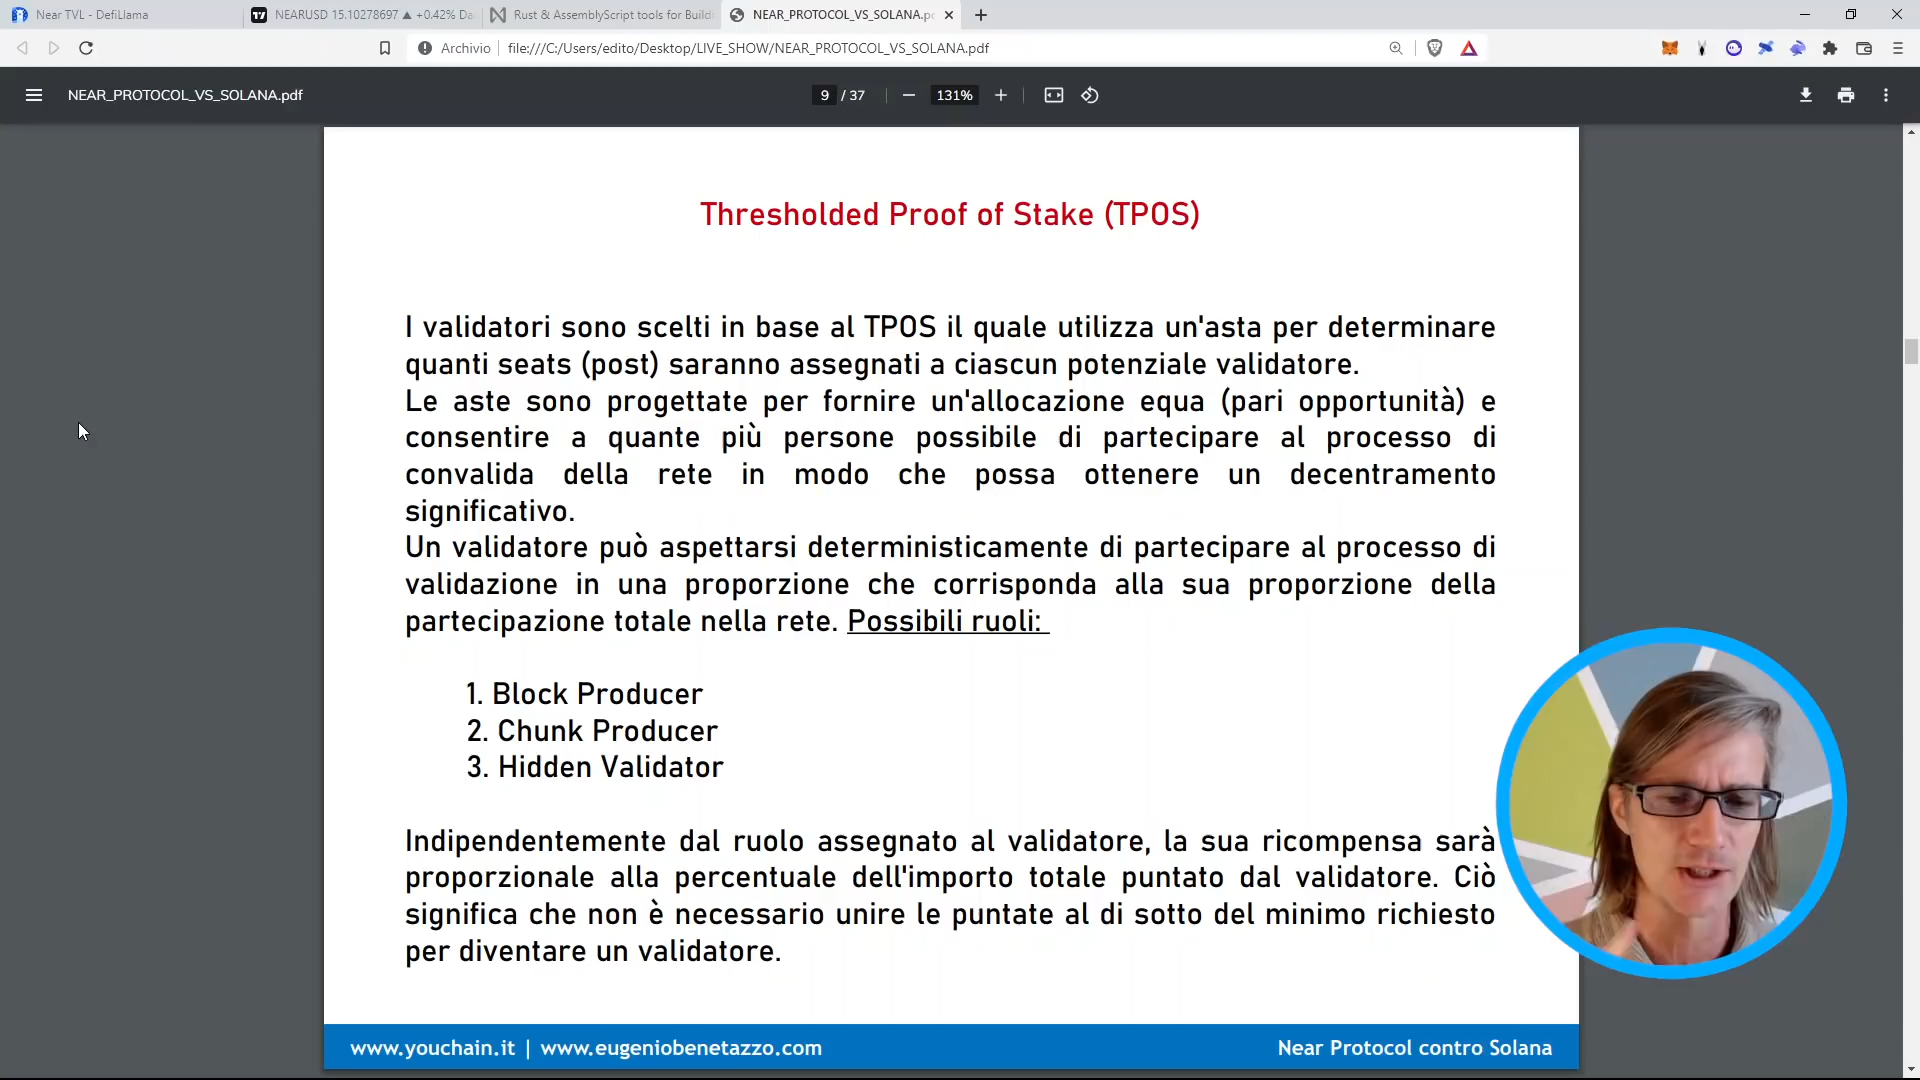 Near TVL - DefiLlama
NEARUSD 15.10278697 ▲ +0.42% Da
Rust & AssemblyScript tools for Build
NEAR_PROTOCOL_VS_SOLANA.pd
Archivio
file:///C:/Users/edito/Desktop/LIVE_SHOW/NEAR_PROTOCOL_VS_SOLANA.pdf
NEAR_PROTOCOL_VS_SOLANA.pdf
9 / 37
131%
Thresholded Proof of Stake (TPOS)
I validatori sono scelti in base al TPOS il quale utilizza un'asta per determinare
quanti seats (post) saranno assegnati a ciascun potenziale validatore.
Le aste sono progettate per fornire un'allocazione equa (pari opportunità) e
consentire a quante più persone possibile di partecipare al processo di
convalida della rete in modo che possa ottenere un decentramento
significativo.
Un validatore può aspettarsi deterministicamente di partecipare al processo di
validazione in una proporzione che corrisponda alla sua proporzione della
partecipazione totale nella rete. Possibili ruoli:
1. Block Producer
2. Chunk Producer
3. Hidden Validator
Indipendentemente dal ruolo assegnato al validatore, la sua ricompensa sarà
proporzionale alla percentuale dell'importo totale puntato dal validatore. Ciò
significa che non è necessario unire le puntate al di sotto del minimo richiesto
per diventare un validatore.
www.youchain.it | www.eugeniobenetazzo.com
Near Protocol contro Solana